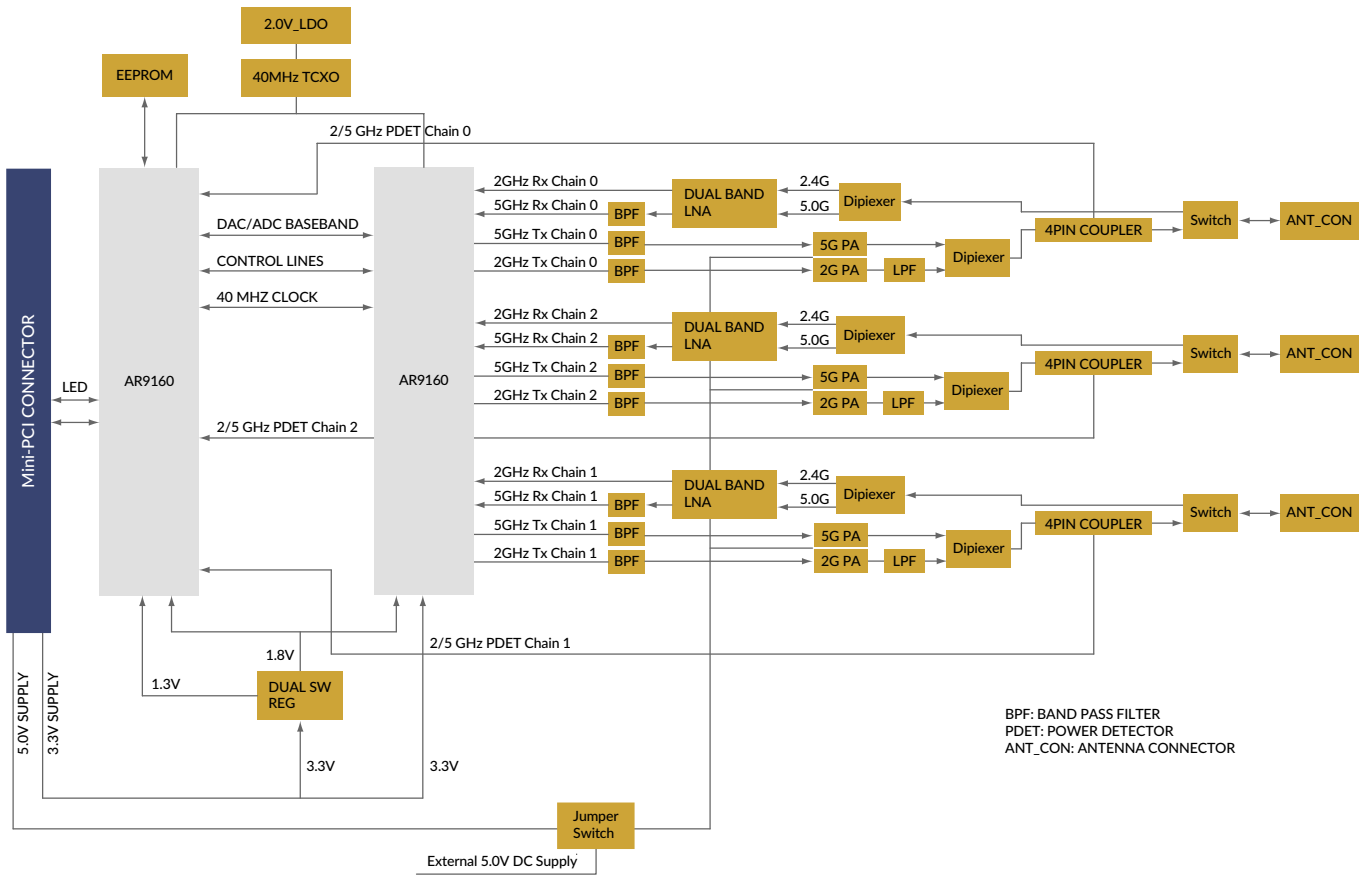 2.0V_LDO
EEPROM
40MHz TCXO
2/5 GHz PDET Chain 0
2GHz Rx Chain 0
5GHz Rx Chain 0
5GHz Tx Chain 0
2GHz Tx Chain 0
BPF
BPF
BPF
DUAL BAND
LNA
2.4G
5.0G
Dipiexer
5G PA
2G PA
LPF
Dipiexer
4PIN COUPLER
Switch
ANT_CON
DAC/ADC BASEBAND
CONTROL LINES
40 MHZ CLOCK
Mini-PCI CONNECTOR
LED
AR9160
AR9160
2GHz Rx Chain 2
5GHz Rx Chain 2
5GHz Tx Chain 2
2GHz Tx Chain 2
BPF
BPF
BPF
DUAL BAND
LNA
2.4G
5.0G
Dipiexer
5G PA
2G PA
LPF
Dipiexer
4PIN COUPLER
Switch
ANT_CON
2/5 GHz PDET Chain 2
2GHz Rx Chain 1
5GHz Rx Chain 1
5GHz Tx Chain 1
2GHz Tx Chain 1
BPF
BPF
BPF
DUAL BAND
LNA
2.4G
5.0G
Dipiexer
5G PA
2G PA
LPF
Dipiexer
4PIN COUPLER
Switch
ANT_CON
2/5 GHz PDET Chain 1
1.8V
1.3V
DUAL SW
REG
5.0V SUPPLY
3.3V SUPPLY
3.3V
3.3V
BPF: BAND PASS FILTER
PDET: POWER DETECTOR
ANT_CON: ANTENNA CONNECTOR
Jumper
Switch
External 5.0V DC Supply